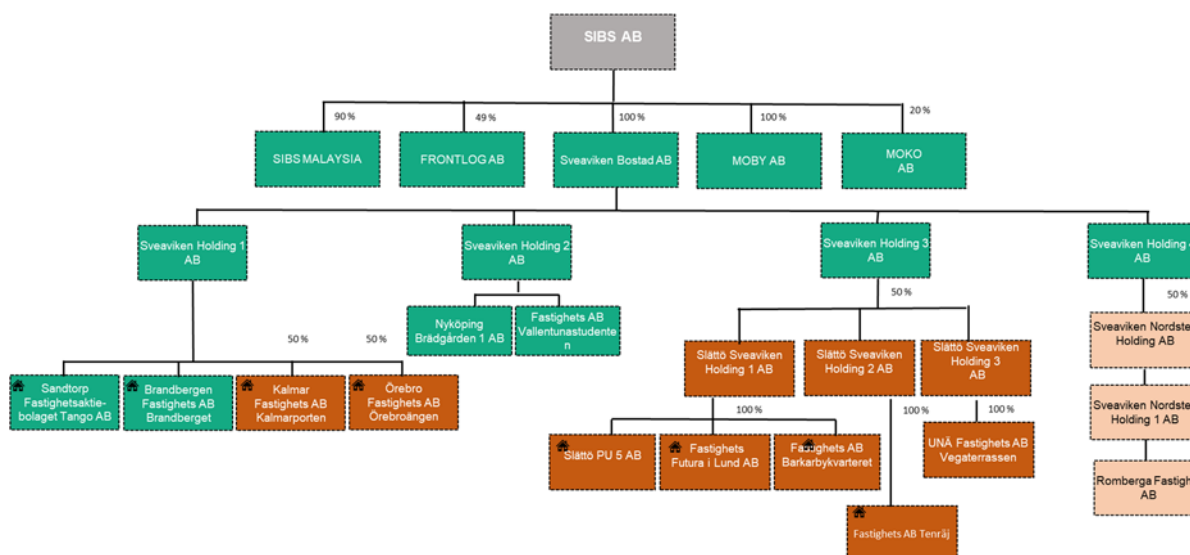 SIBS AB
90 %
49 %
100 %
100 %
20 %
SIBS MALAYSIA
FRONTLOG AB
Sveaviken Bostad AB
MOBY AB
MOKO
AB
Sveaviken Holding 1
AB
Sveaviken Holding 2
AB
Sveaviken Holding 3
AB
Sveaviken Holding
AB
50 %
50 %
Nyköping
Brädgården 1 AB
Fastighets AB
Vallentunastudente
n
Sveaviken Nordste
Holding AB
50 %
50 %
Slättö Sveaviken
Holding 1 AB
Slättö Sveaviken
Holding 2 AB
Slättö Sveaviken
Holding 3
AB
Sandtorp
Fastighetsaktie-
bolaget Tango AB
Brandbergen
Fastighets AB
Brandberget
Kalmar
Fastighets AB
Kalmarporten
Örebro
Fastighets AB
Örebroängen
Sveaviken Nordste
Holding 1 AB
100 %
100 %
100 %
Slättö PU 5 AB
Fastighets
Futura i Lund AB
Fastighets AB
Barkarbykvarteret
UNÄ Fastighets AB
Vegaterrassen
Romberga Fastigh
AB
Fastighets AB Tenräj